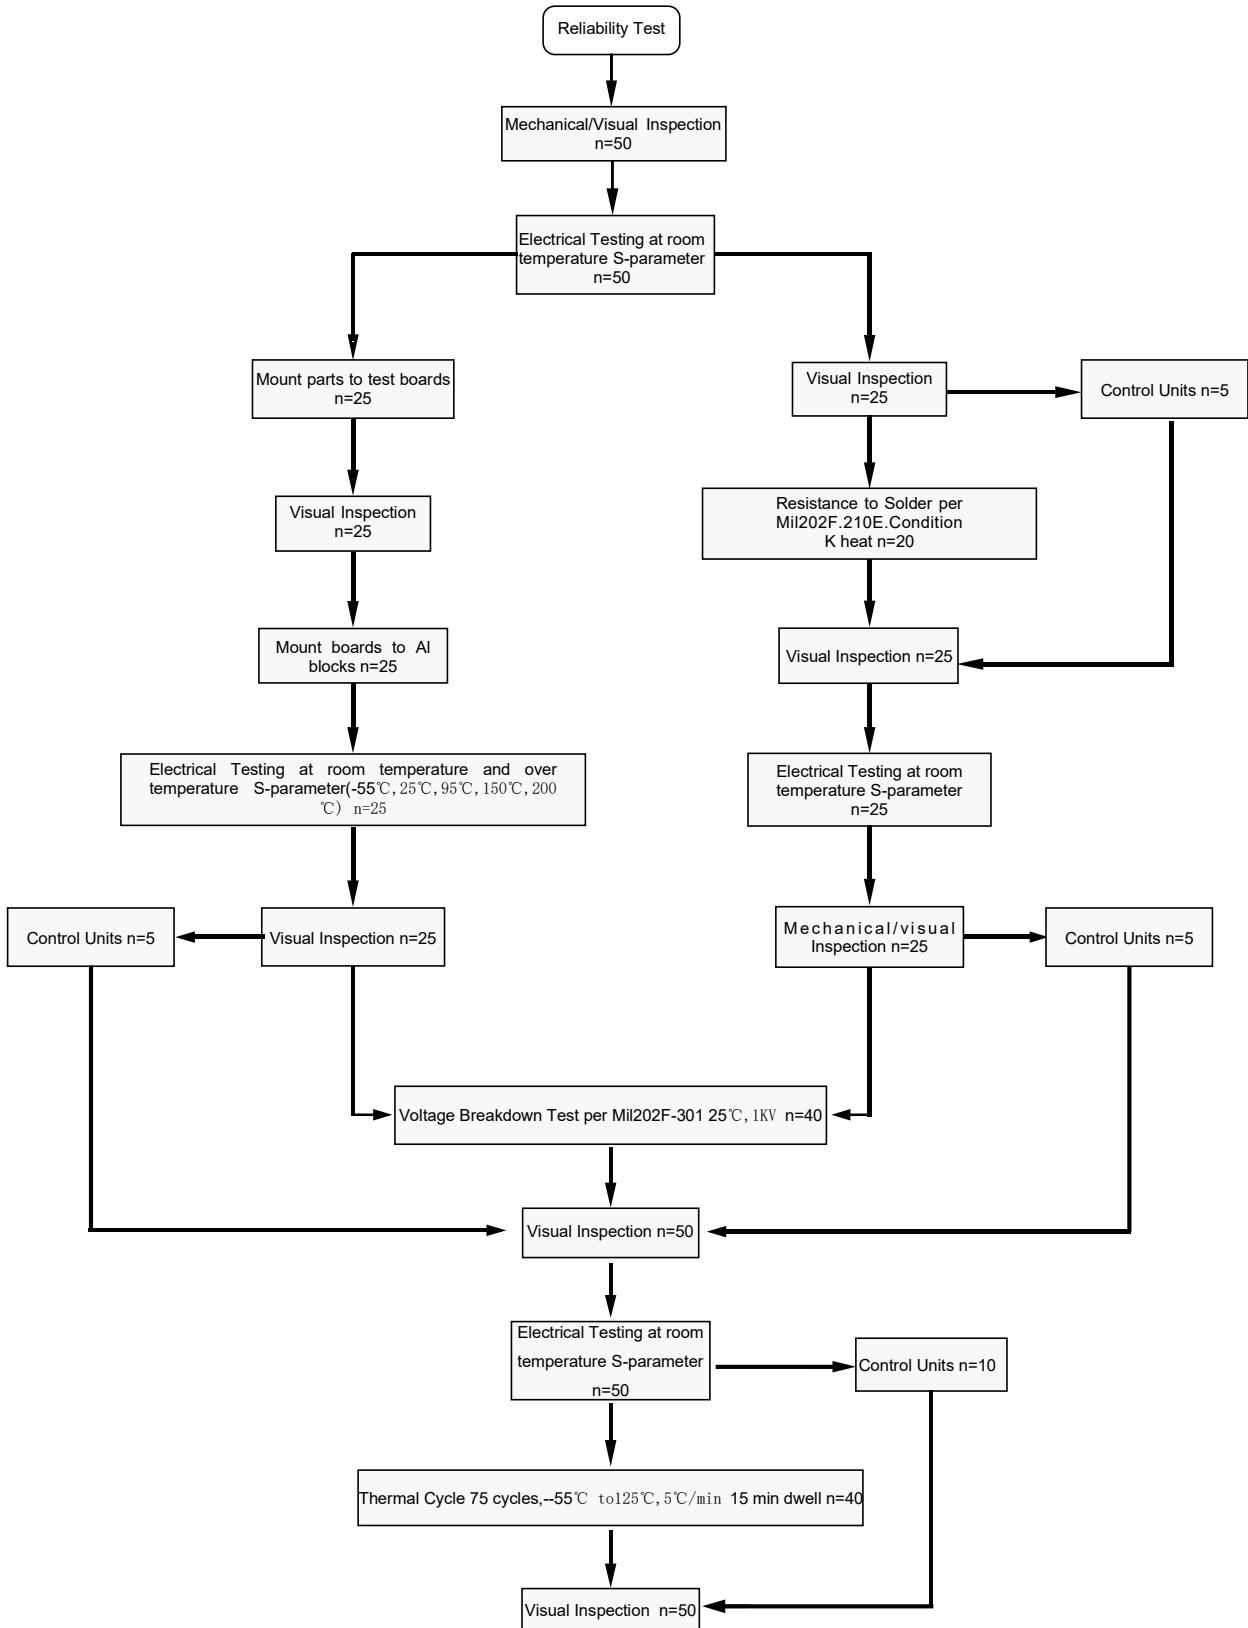 Reliability Test
Mechanical/Visual Inspection
n=50
Electrical Testing at room
temperature S-parameter
n=50
Mount parts to test boards
n=25
Visual Inspection
n=25
Control Units n=5
Visual Inspection
n=25
Resistance to Solder per
Mil202F.210E.Condition
K heat n=20
Mount boards to Al
blocks n=25
Visual Inspection n=25
Electrical Testing at room temperature and over
temperature S-parameter(-55℃,25℃,95℃,150℃,200
℃) n=25
Electrical Testing at room
temperature S-parameter
n=25
Control Units n=5
Visual Inspection n=25
Mechanical/visual
Inspection n=25
Control Units n=5
Voltage Breakdown Test per Mil202F-301 25℃,1KV n=40
Visual Inspection n=50
Electrical Testing at room
temperature S-parameter
n=50
Control Units n=10
Thermal Cycle 75 cycles,--55℃ to125℃,5℃/min 15 min dwell n=40
Visual Inspection n=50